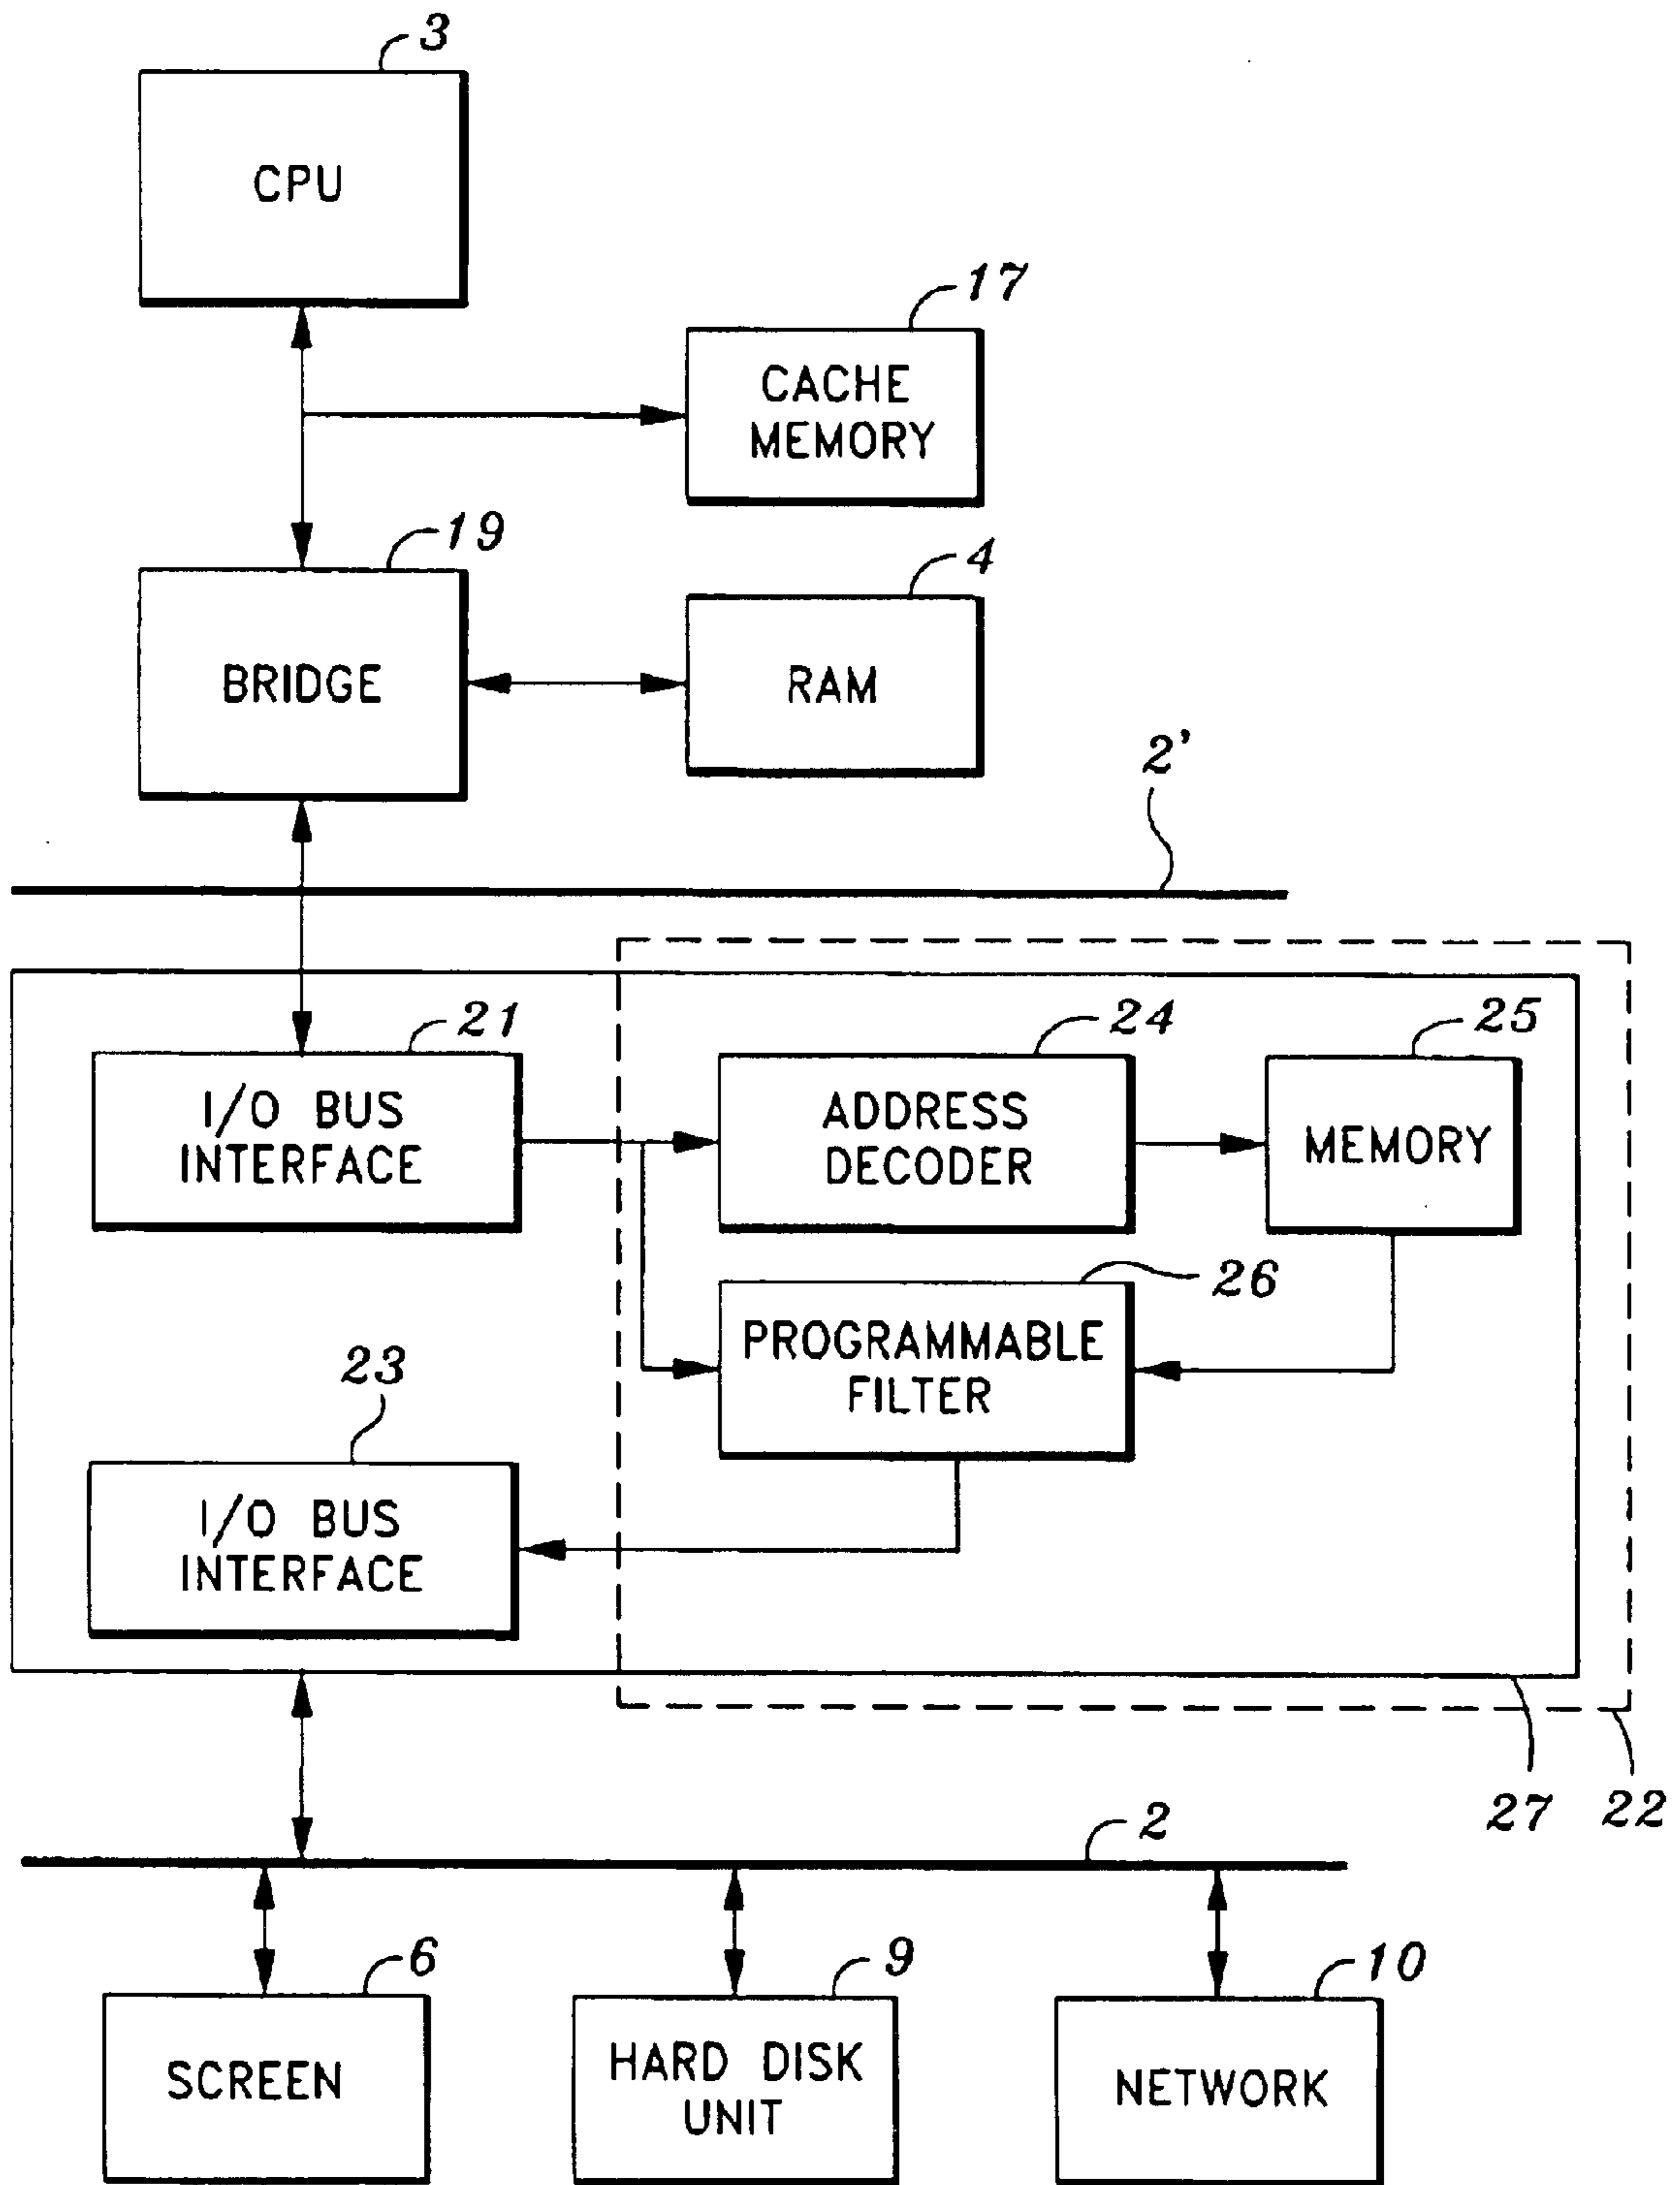 3
CPU
17
CACHE
MEMORY
19
BRIDGE
4
RAM
2'
21
I/O BUS
INTERFACE
24
ADDRESS
DECODER
25
MEMORY
26
PROGRAMMABLE
FILTER
23
I/O BUS
INTERFACE
27
22
2
6
SCREEN
9
HARD DISK
UNIT
10
NETWORK